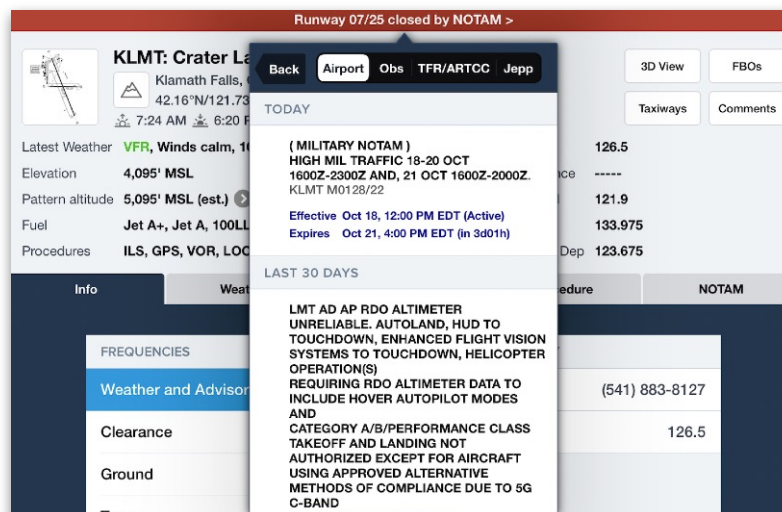 Runway 07/25 closed by NOTAM >
KLMT: Crater La
Klamath Falls,
42.16°N/121.73
7:24 AM 6:20 P
3D View
FBOs
Taxiways
Comments
Latest Weather VFR, Winds calm, 10
126.5
Elevation 4,095' MSL
nce -----
Pattern altitude 5,095' MSL (est.)
121.9
Fuel Jet A+, Jet A, 100LL
133.975
Procedures ILS, GPS, VOR, LOC
Dep 123.675
Info
Weat
edure
NOTAM
FREQUENCIES
Weather and Advisor
(541) 883-8127
Clearance
126.5
Ground
Back
Airport
Obs
TFR/ARTCC
Jepp
TODAY
( MILITARY NOTAM )
HIGH MIL TRAFFIC 18-20 OCT
1600Z-2300Z AND, 21 OCT 1600Z-2000Z.
KLMT M0128/22
Effective Oct 18, 12:00 PM EDT (Active)
Expires Oct 21, 4:00 PM EDT (in 3d01h)
LAST 30 DAYS
LMT AD AP RDO ALTIMETER
UNRELIABLE. AUTOLAND, HUD TO
TOUCHDOWN, ENHANCED FLIGHT VISION
SYSTEMS TO TOUCHDOWN, HELICOPTER
OPERATION(S)
REQUIRING RDO ALTIMETER DATA TO
INCLUDE HOVER AUTOPILOT MODES
AND
CATEGORY A/B/PERFORMANCE CLASS
TAKEOFF AND LANDING NOT
AUTHORIZED EXCEPT FOR AIRCRAFT
USING APPROVED ALTERNATIVE
METHODS OF COMPLIANCE DUE TO 5G
C-BAND